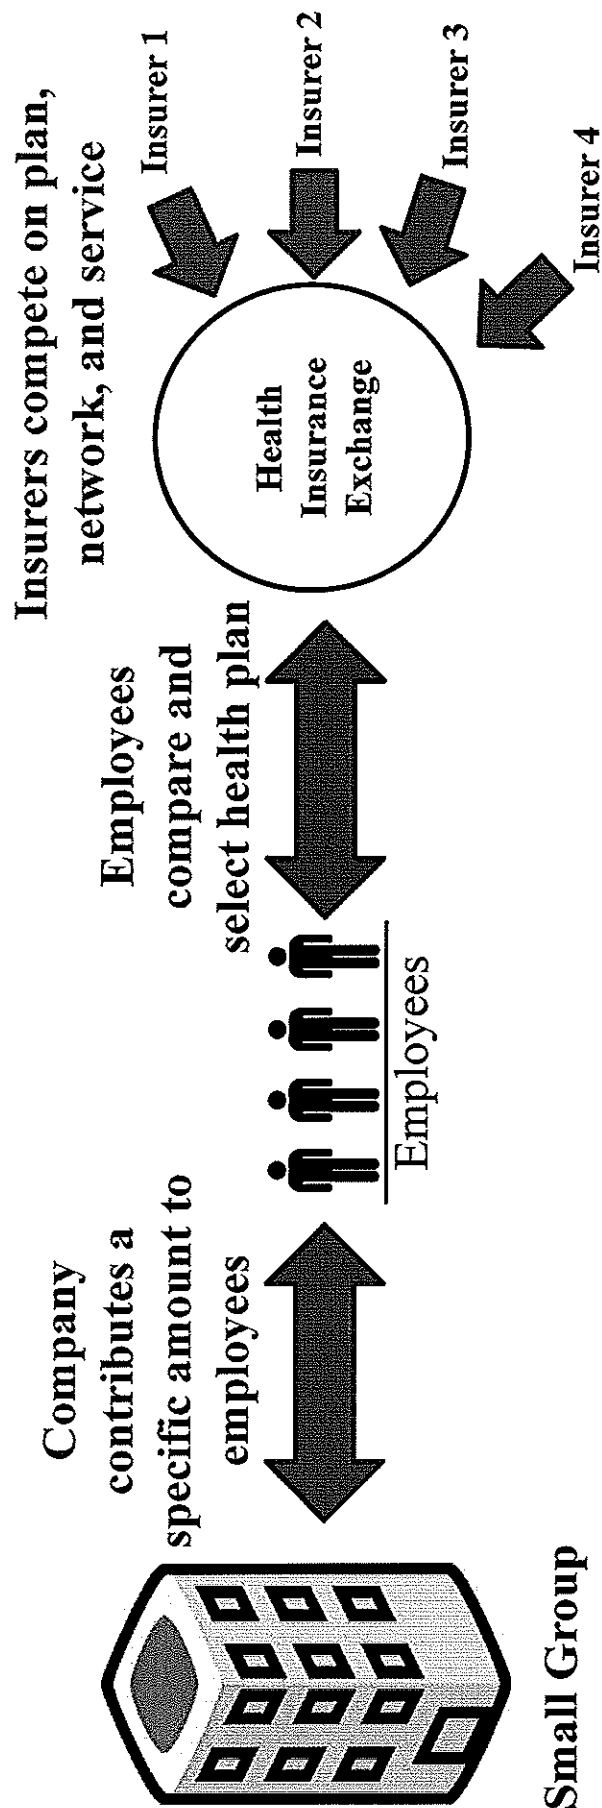 Company
contributes a
specific amount to
employees
Employees
compare and
select health plan
Insurers compete on plan,
network, and service
Small Group
Employees
Health
Insurance
Exchange
Insurer 1
Insurer 2
Insurer 3
Insurer 4